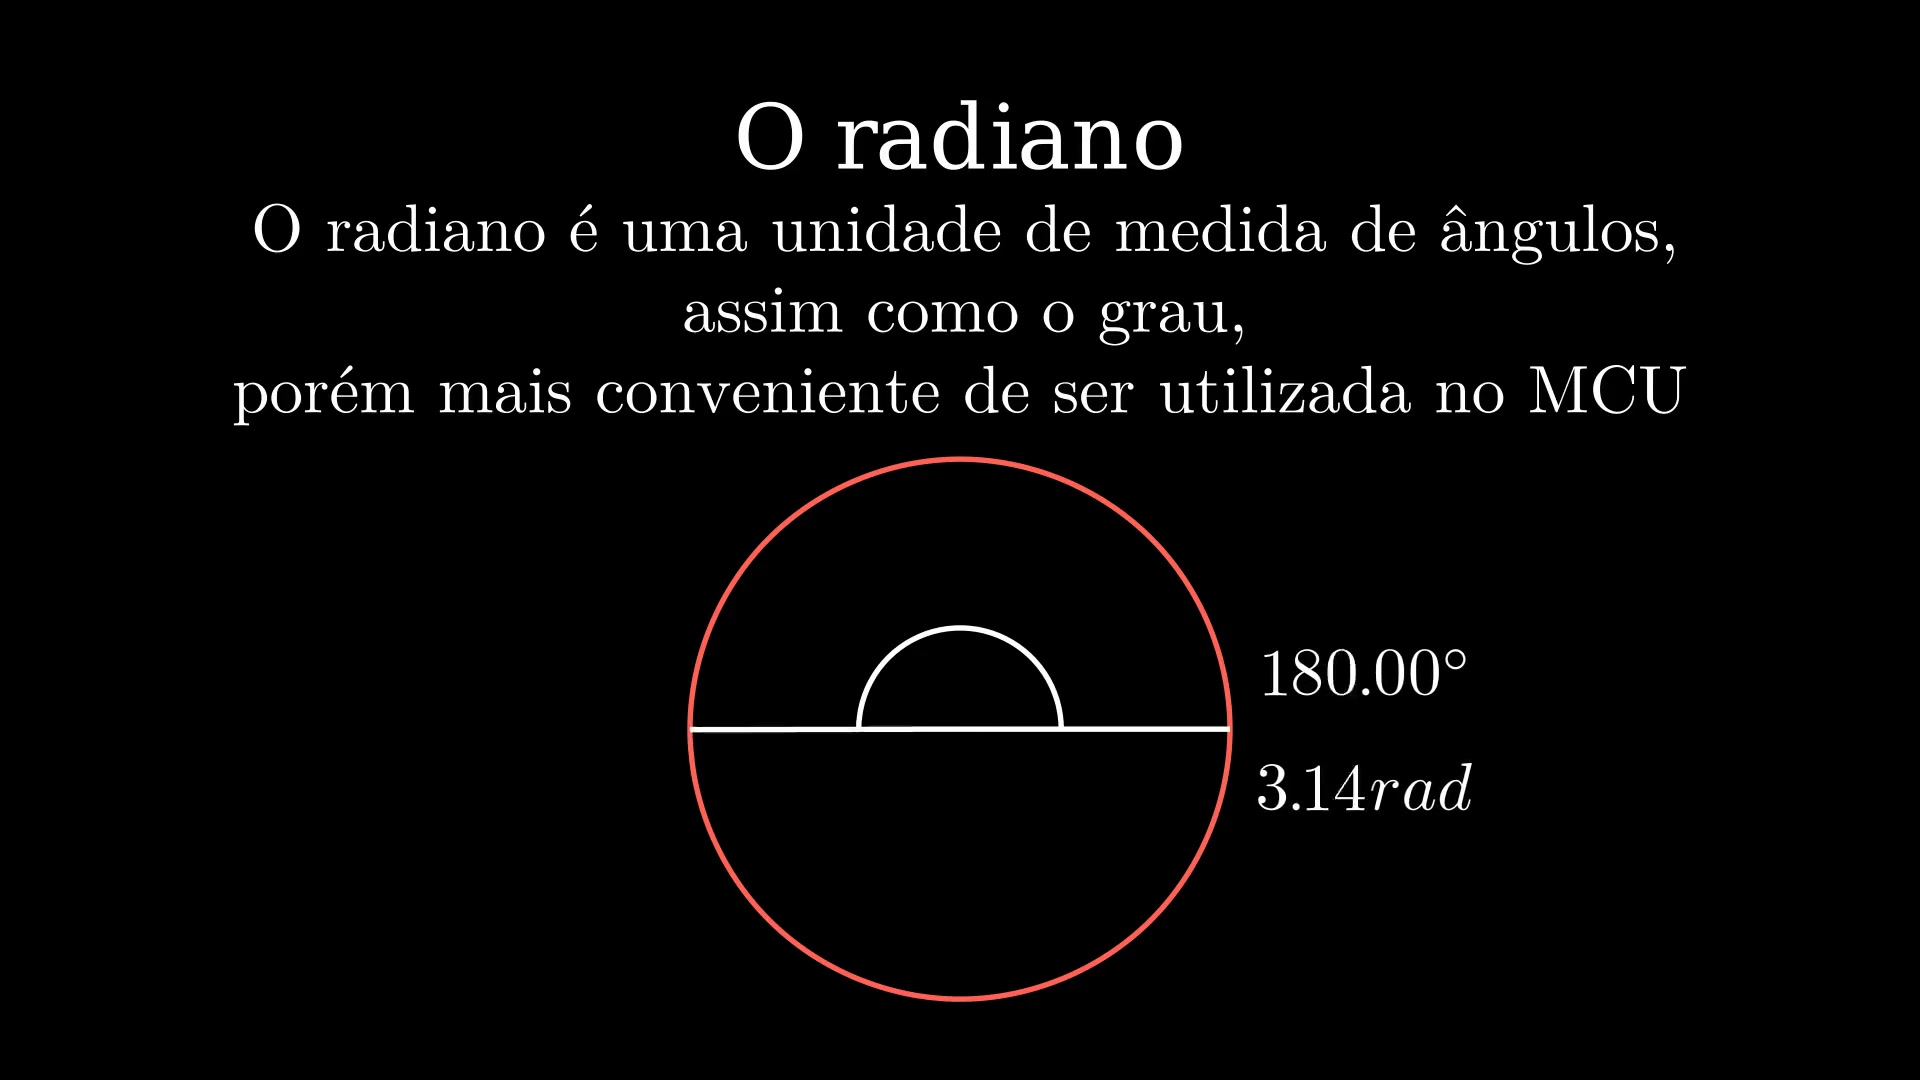 O radiano
O radiano é uma unidade de medida de ângulos,
assim como o grau,
porém mais conveniente de ser utilizada no MCU
180.00°
3.14rad